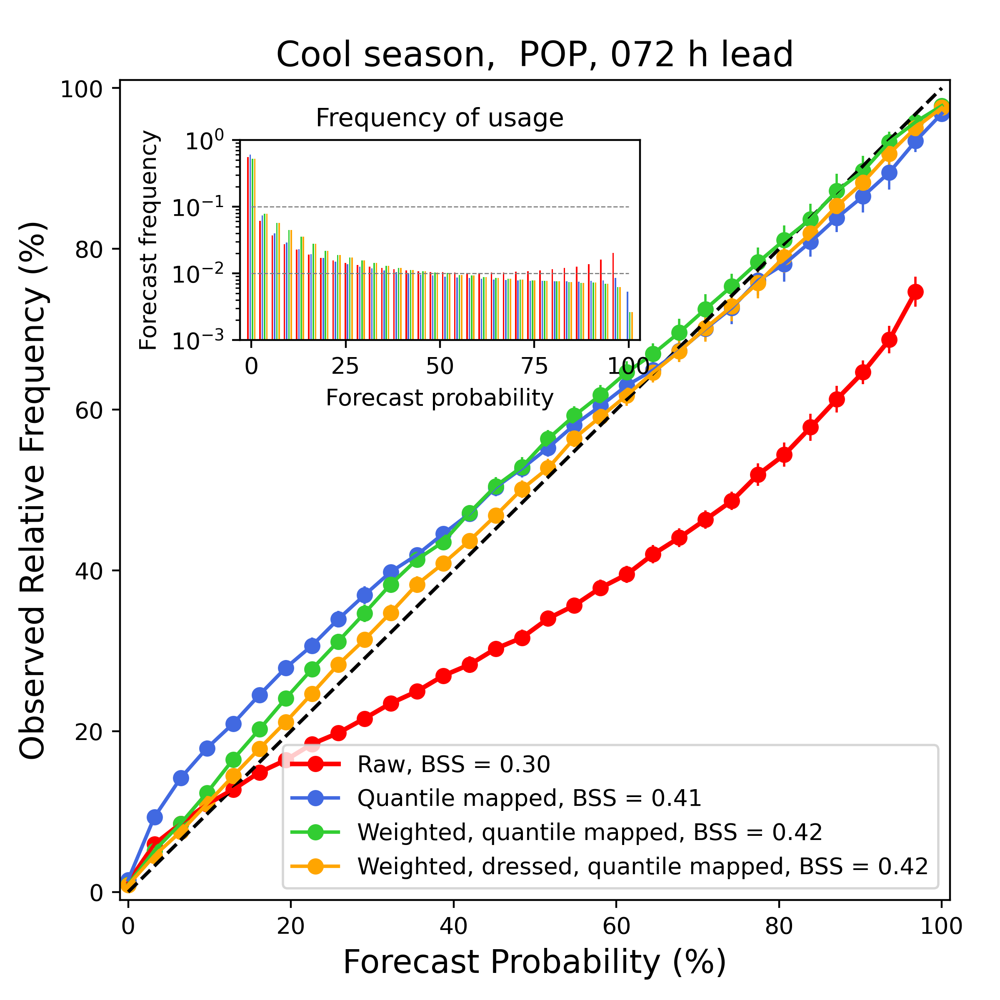 Cool season,  POP, 072 h lead
Observed Relative Frequency (%)
100
80
60
40
20
0
Frequency of usage
Forecast frequency
10⁰
10⁻¹
10⁻²
10⁻³
0 25 50 75 100
Forecast probability
Raw, BSS = 0.30
Quantile mapped, BSS = 0.41
Weighted, quantile mapped, BSS = 0.42
Weighted, dressed, quantile mapped, BSS = 0.42
0 20 40 60 80 100
Forecast Probability (%)